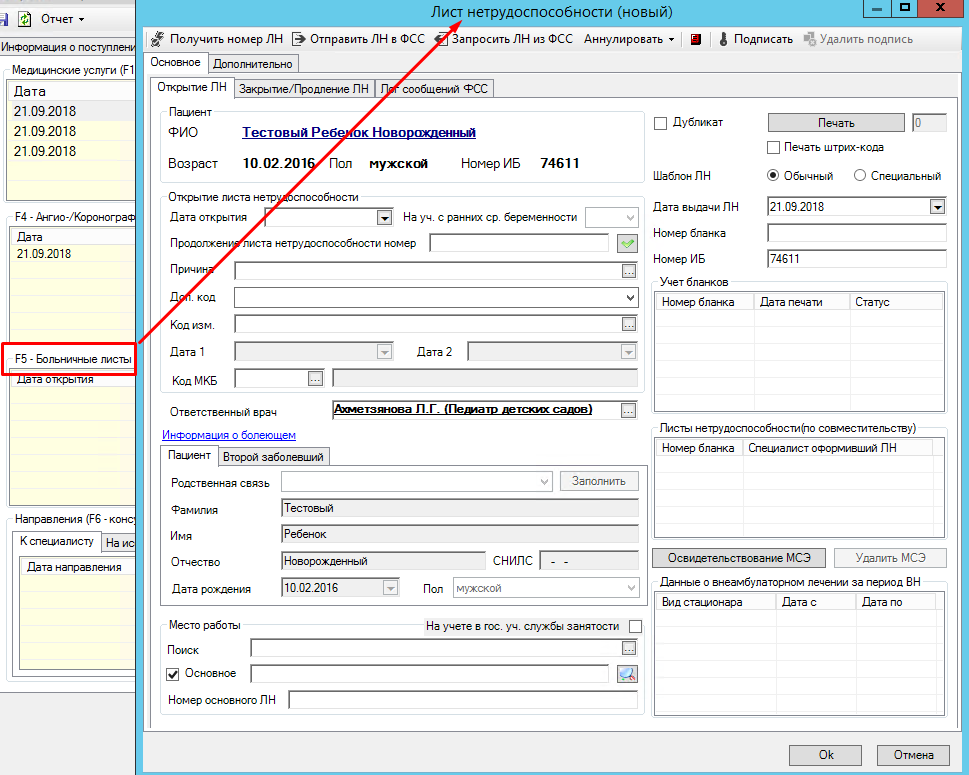 Лист нетрудоспособности (новый)
Отчет
Информация о поступлени
Медицинские услуги (F1
Дата
21.09.2018
21.09.2018
21.09.2018
F4 - Ангио-/Коронограф
Дата
21.09.2018
F5 - Больничные листы
Дата открытия
Направления (F6 - конс
К специалисту
На ис
Дата направления
Получить номер ЛН
Отправить ЛН в ФСС
Запросить ЛН из ФСС
Аннулировать
Подписать
Удалить подпись
Основное
Дополнительно
Открытие ЛН
Закрытие/Продление ЛН
Лог сообщений ФСС
Пациент
ФИО Тестовый Ребенок Новорожденный
Возраст 10.02.2016 Пол мужской Номер ИБ 74611
Открытие листа нетрудоспособности
Дата открытия
На уч. с ранних ср. беременности
Продолжение листа нетрудоспособности номер
Причина
Доп. код
Код изм.
Дата 1
Дата 2
Код МКБ
Ответственный врач Ахметзянова Л.Г. (Педиатр детских садов)
Информация о болеющем
Пациент
Второй заболевший
Родственная связь
Заполнить
Фамилия Тестовый
Имя Ребенок
Отчество Новорожденный СНИЛС - -
Дата рождения 10.02.2016 Пол мужской
Место работы
На учете в гос. уч. службы занятости
Поиск
Основное
Номер основного ЛН
Дубликат
Печать
0
Печать штрих-кода
Шаблон ЛН Обычный Специальный
Дата выдачи ЛН 21.09.2018
Номер бланка
Номер ИБ 74611
Учет бланков
Номер бланка Дата печати Статус
Листы нетрудоспособности(по совместительству)
Номер бланка Специалист оформивший ЛН
Освидетельствование МСЭ
Удалить МСЭ
Данные о внеамбулаторном лечении за период ВН
Вид стационара Дата с Дата по
Ok
Отмена